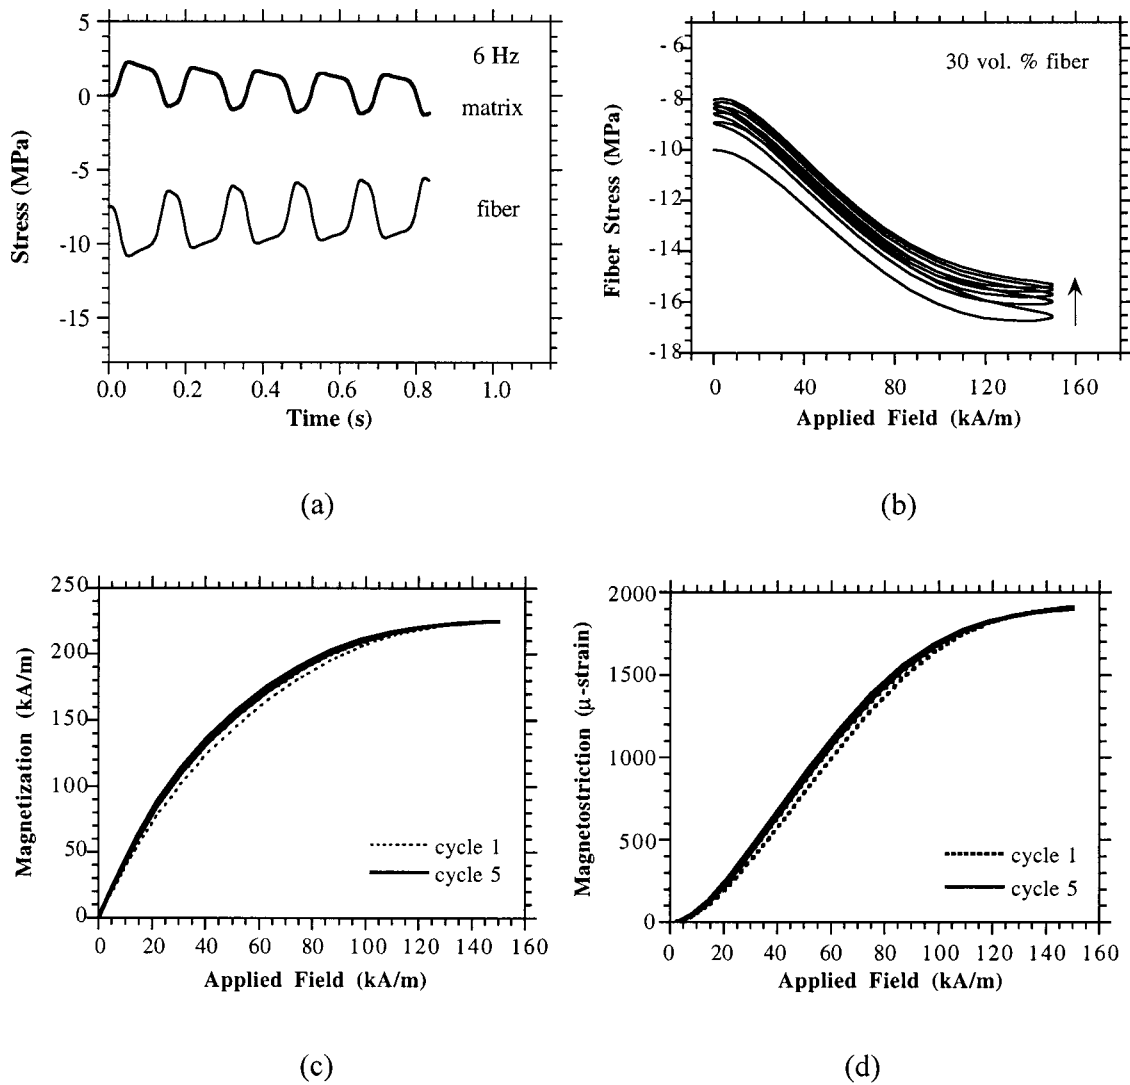 (a)
5
0
-5
-10
-15
Stress (MPa)
6 Hz
matrix
fiber
0.0 0.2 0.4 0.6 0.8 1.0
Time (s)
(b)
- 6
- 8
-10
-12
-14
-16
-18
Fiber Stress (MPa)
30 vol. % fiber
0 40 80 120 160
Applied Field (kA/m)
(a)
(b)
250
200
150
100
50
0
Magnetization (kA/m)
cycle 1
cycle 5
0 20 40 60 80 100 120 140 160
Applied Field (kA/m)
2000
1500
1000
500
0
Magnetostriction (μ-strain)
cycle 1
cycle 5
0 20 40 60 80 100 120 140 160
Applied Field (kA/m)
(c)
(d)